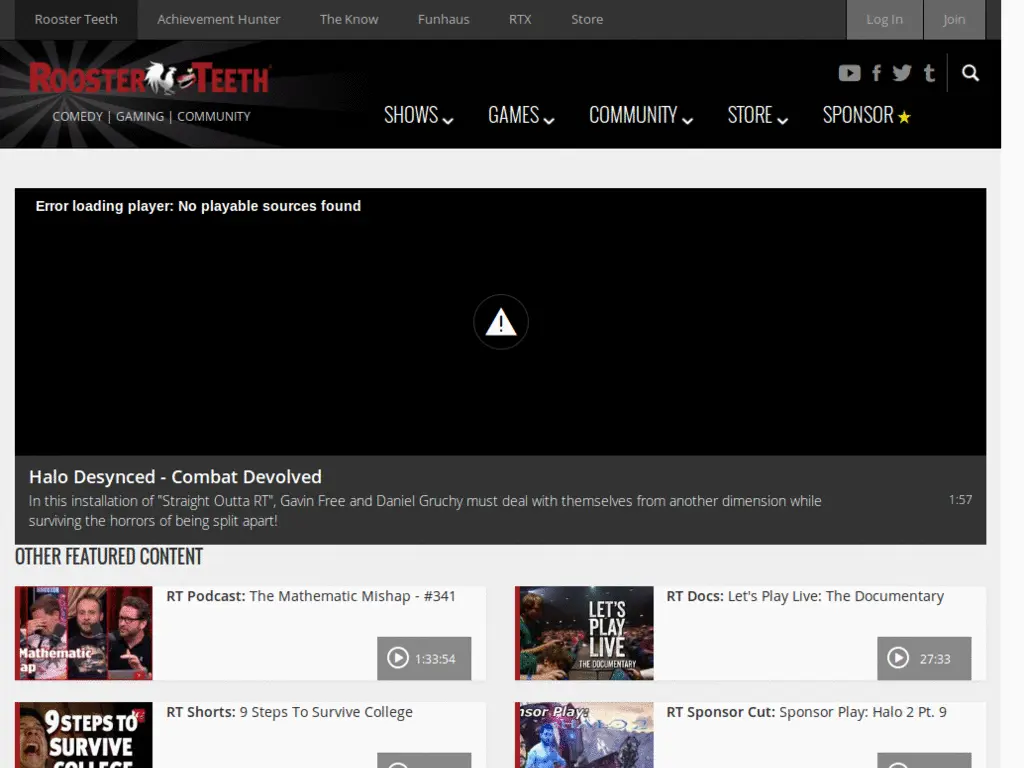 Rooster Teeth Achievement Hunter The Know Funhaus RTX Store Log In Join
ROOSTER TEETH
COMEDY | GAMING | COMMUNITY
SHOWS GAMES COMMUNITY STORE SPONSOR
Error loading player: No playable sources found
Halo Desynced - Combat Devolved
In this installation of "Straight Outta RT", Gavin Free and Daniel Gruchy must deal with themselves from another dimension while
surviving the horrors of being split apart!
1:57
OTHER FEATURED CONTENT
RT Podcast: The Mathematic Mishap - #341
Mathematic
ap
1:33:54
RT Docs: Let's Play Live: The Documentary
LET'S
PLAY
LIVE
THE DOCUMENTARY
27:33
RT Shorts: 9 Steps To Survive College
9 STEPS TO
SURVIVE
COLLEGE
RT Sponsor Cut: Sponsor Play: Halo 2 Pt. 9
nsor Play:
HALO 2